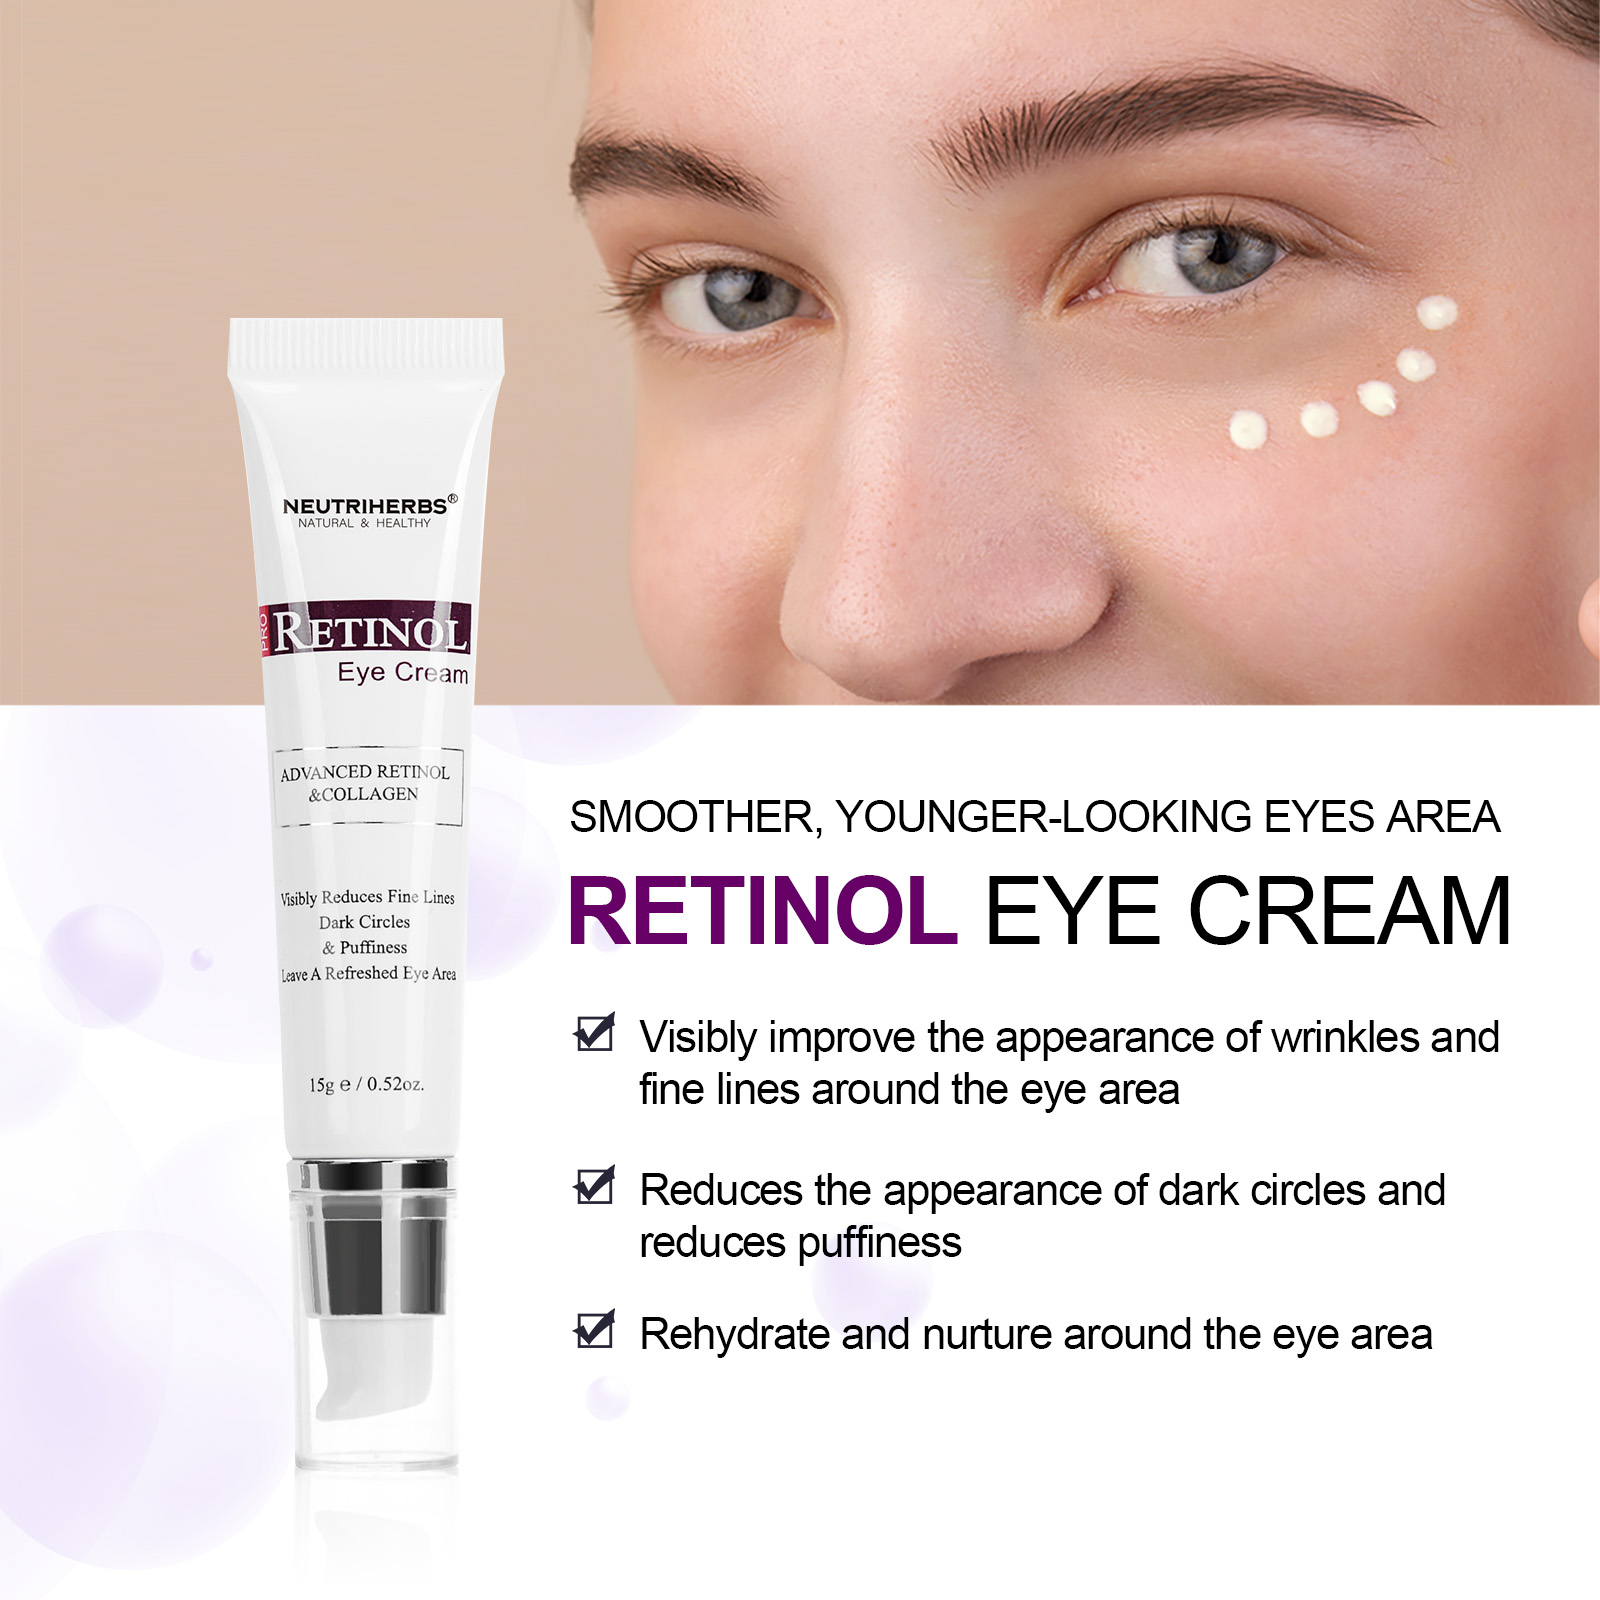 NEUTRIHERBS®
NATURAL & HEALTHY
PRO
RETINOL
Eye Cream
ADVANCED RETINOL
&COLLAGEN
Visibly Reduces Fine Lines
Dark Circles
& Puffiness
Leave A Refreshed Eye Area
15g e / 0.52oz.
SMOOTHER, YOUNGER-LOOKING EYES AREA
RETINOL EYE CREAM
Visibly improve the appearance of wrinkles and
fine lines around the eye area
Reduces the appearance of dark circles and
reduces puffiness
Rehydrate and nurture around the eye area